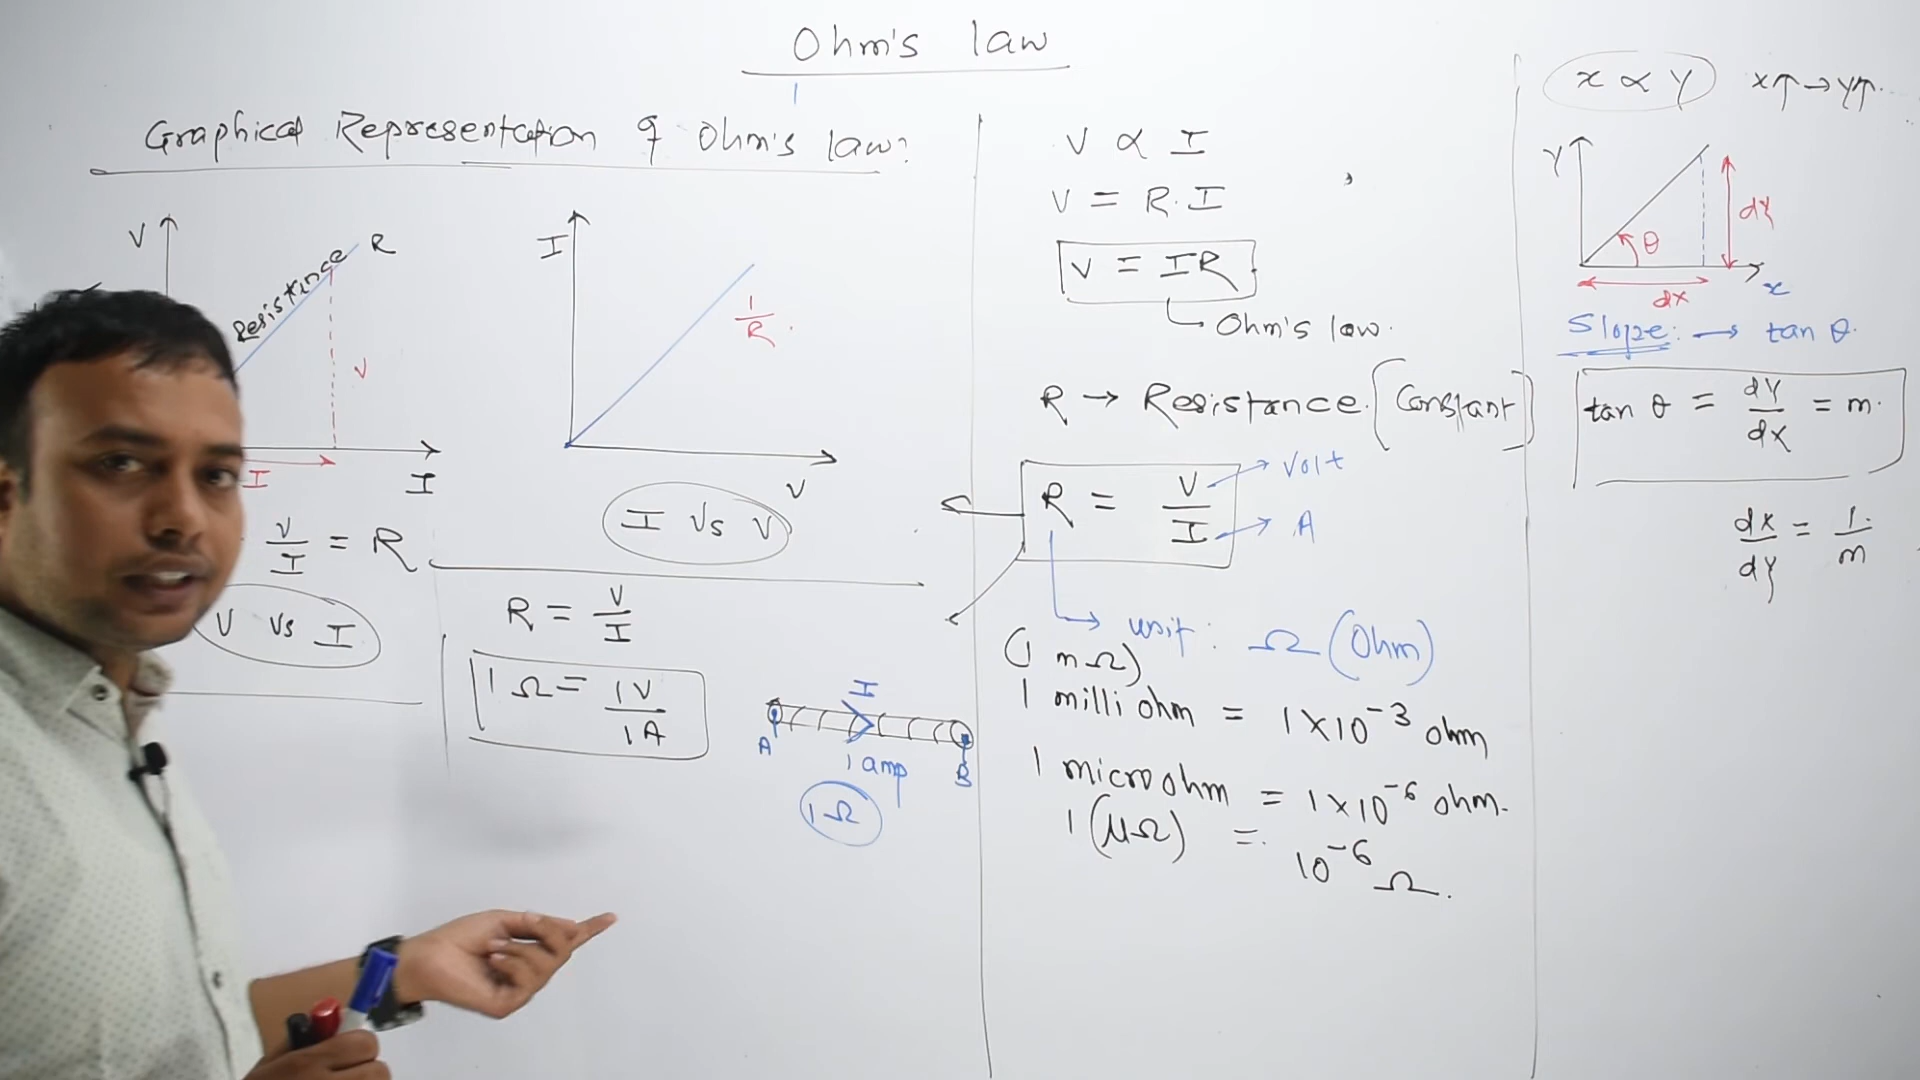 Ohm's law
Graphical Representation of Ohm's law:
V
Resistance
R
V
I
I
V/I = R
V vs I
I
1/R.
V
I vs V
R = V/I
1 Ω = 1V/1A
I
A
B
1 amp
1Ω
V ∝ I
V = R.I
V = IR
Ohm's law.
R → Resistance. [Constant]
R = V/I
Volt
A
unit: Ω (Ohm)
(1 mΩ)
1 milli ohm = 1×10⁻³ ohm
1 micro ohm = 1×10⁻⁶ ohm.
1 (μΩ) = 10⁻⁶ Ω.
x ∝ y x↑→y↑.
Y
θ
dy
dx
x
Slope: → tan θ.
tan θ = dy/dx = m.
dx/dy = 1/m